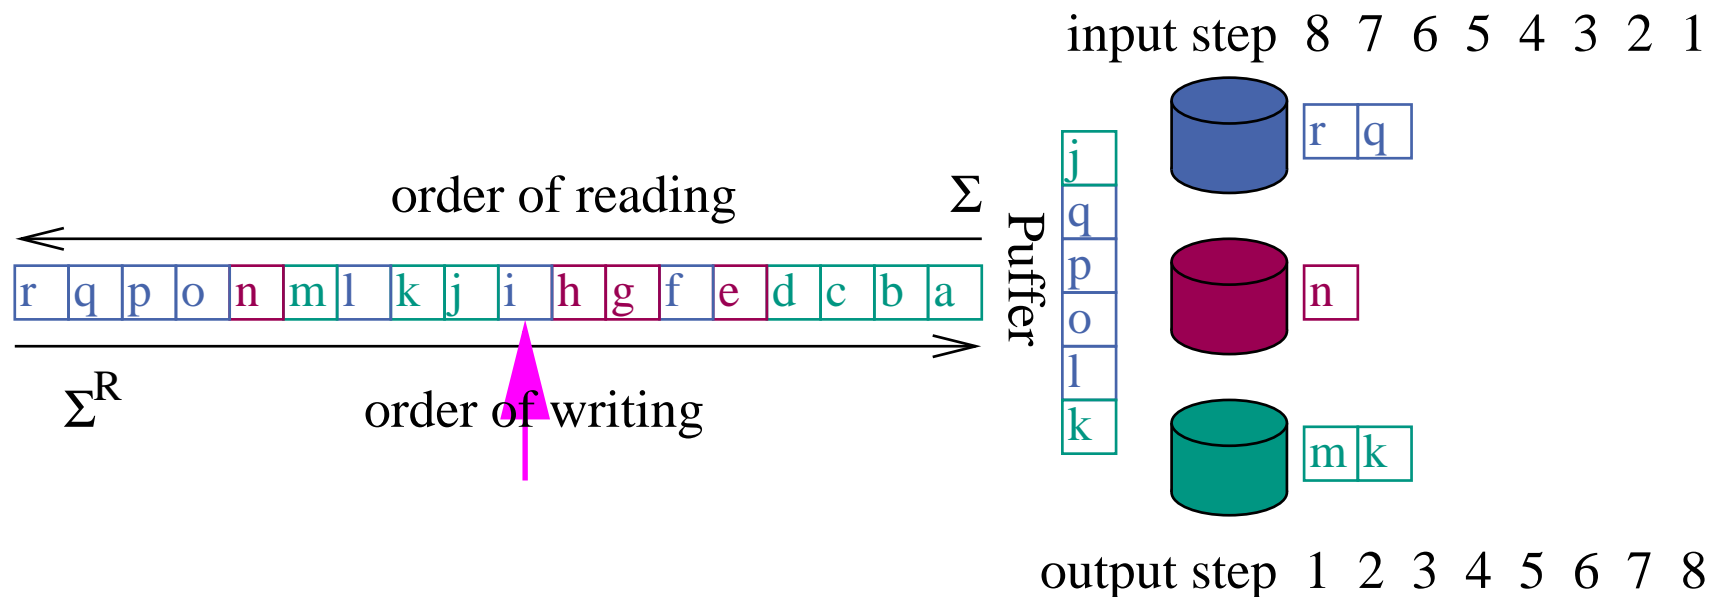 input step 8 7 6 5 4 3 2 1
r q
j
order of reading Σ
q
Puffer
p
r q p o n m l k j i h g f e d c b a
n
o
l
Σ^R order of writing
k
m k
output step 1 2 3 4 5 6 7 8